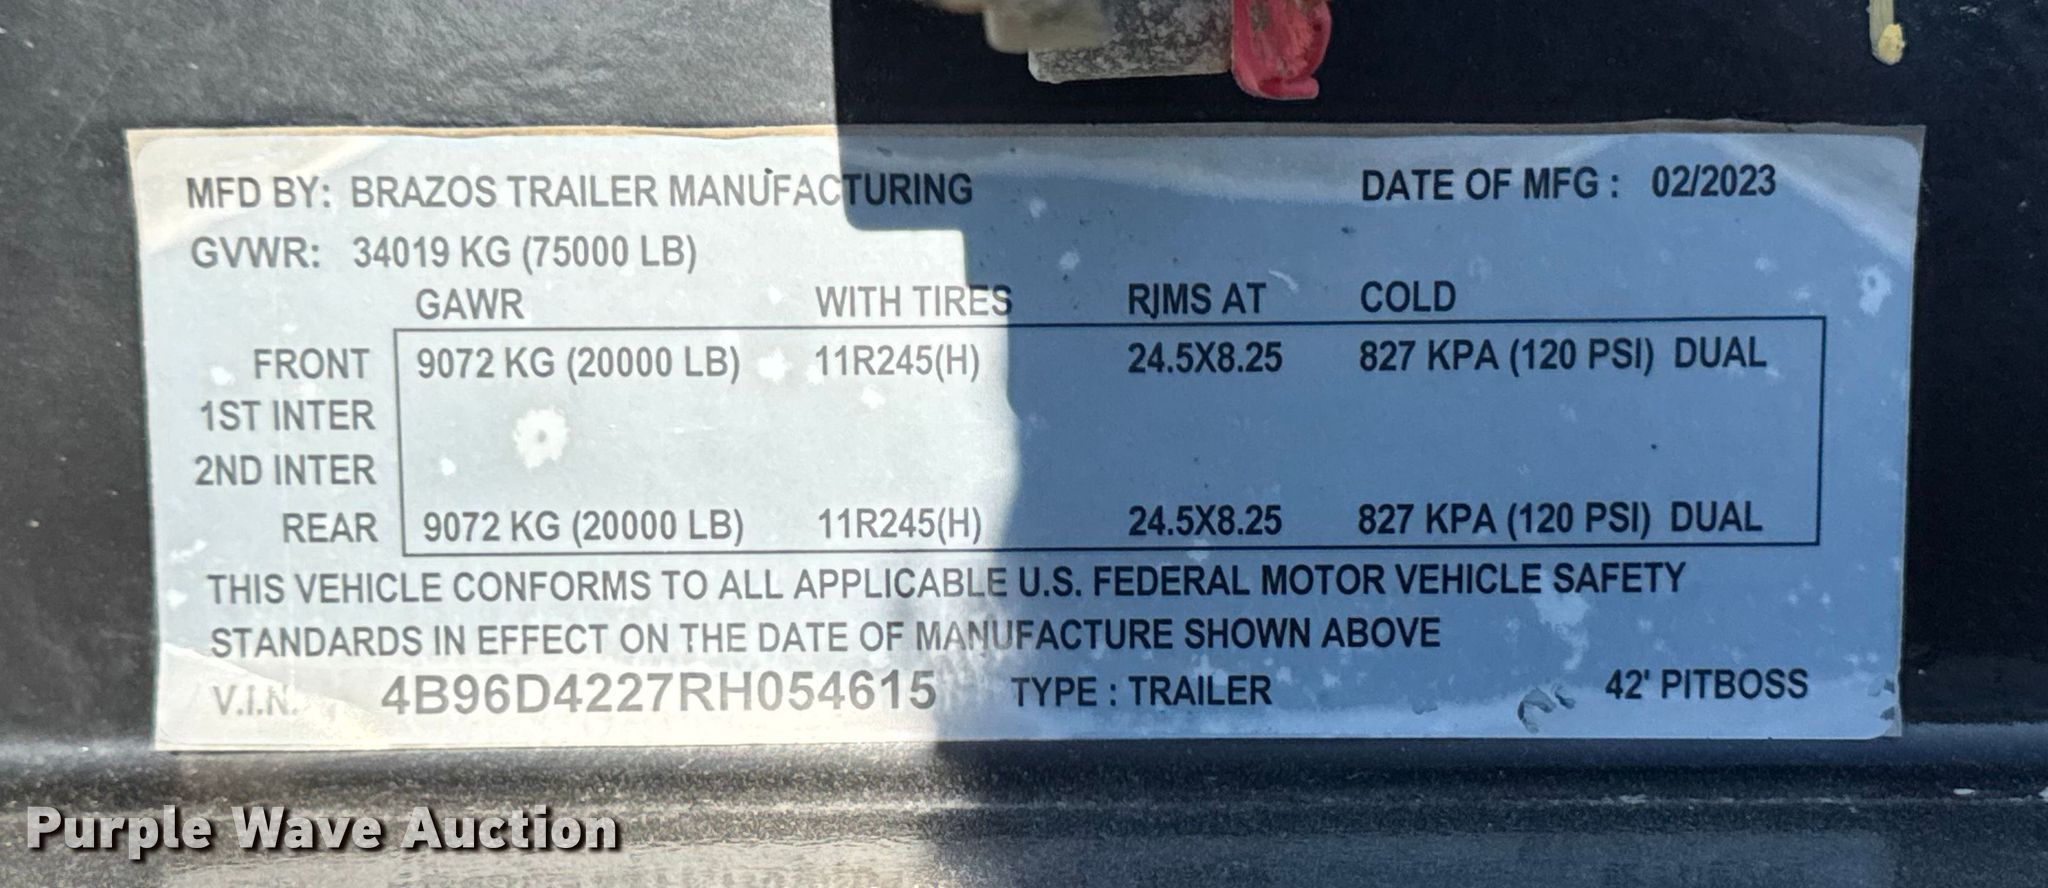 MFD BY: BRAZOS TRAILER MANUFACTURING DATE OF MFG : 02/2023
GVWR: 34019 KG (75000 LB)
GAWR WITH TIRES RIMS AT COLD
FRONT 9072 KG (20000 LB) 11R245(H) 24.5X8.25 827 KPA (120 PSI) DUAL
1ST INTER
2ND INTER
REAR 9072 KG (20000 LB) 11R245(H) 24.5X8.25 827 KPA (120 PSI) DUAL
THIS VEHICLE CONFORMS TO ALL APPLICABLE U.S. FEDERAL MOTOR VEHICLE SAFETY
STANDARDS IN EFFECT ON THE DATE OF MANUFACTURE SHOWN ABOVE
V.I.N. 4B96D4227RH054615 TYPE : TRAILER 42' PITBOSS
Purple Wave Auction